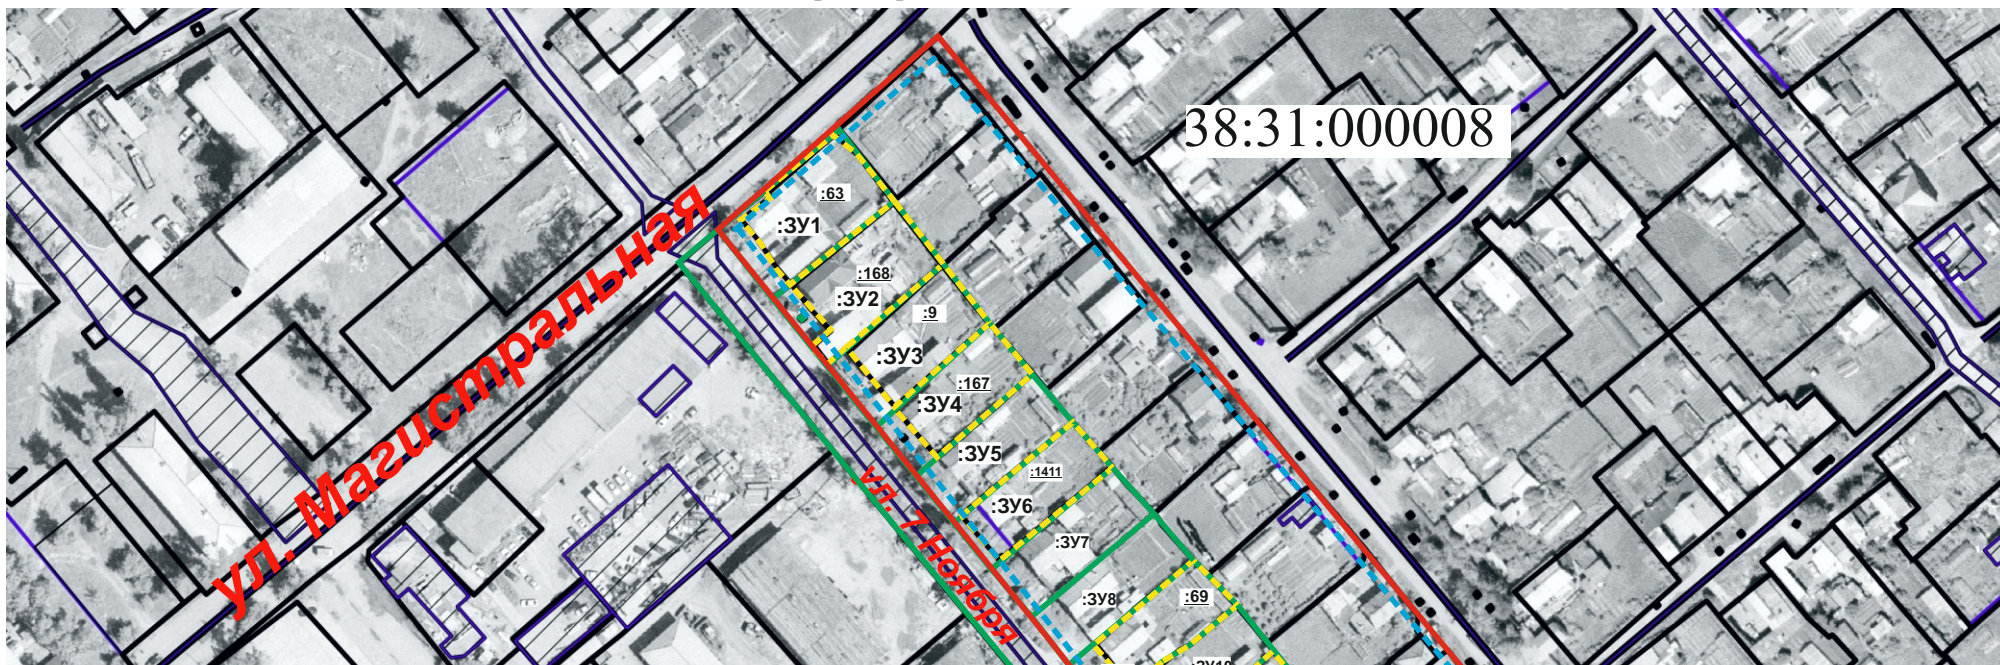 38:31:000008
:63
:ЗУ1
:168
:ЗУ2
:9
:ЗУ3
:167
:ЗУ4
:ЗУ5
:1411
:ЗУ6
:ЗУ7
:ЗУ8
:69
ул. Магистральная
ул. 7 Ноября